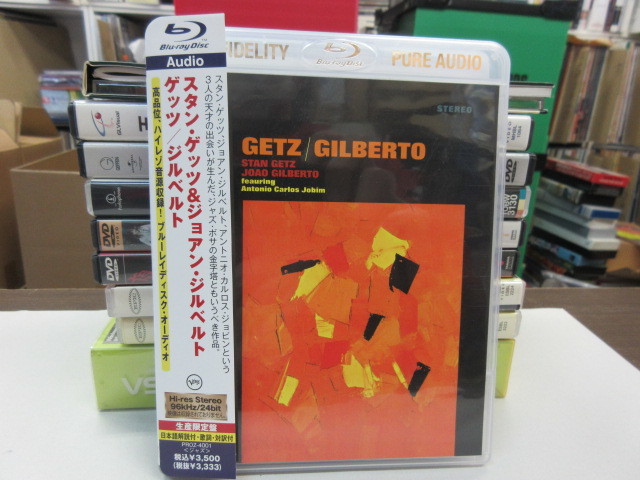 Blu-ray Disc
Audio
スタン・ゲッツ&ジョアン・ジルベルト
ゲッツ/ジルベルト
高品位、ハイレゾ音源収録! ブルーレイディスク・オーディオ
スタン・ゲッツ、ジョアン・ジルベルト、アントニオ・カルロス・ジョビンという
3人の天才の出会いが生んだ、ジャズ・ボサの金字塔ともいうべき作品。
Hi-res Stereo
96kHz/24bit
生産限定盤
日本語解説付・歌詞・対訳付
PROZ-4001
<ジャズ>
税込¥3,500
(税抜¥3,333)
FIDELITY
PURE AUDIO
STEREO
GETZ/GILBERTO
STAN GETZ
JOAO GILBERTO
featuring
Antonio Carlos Jobim
DVD
VIDEO
DVD